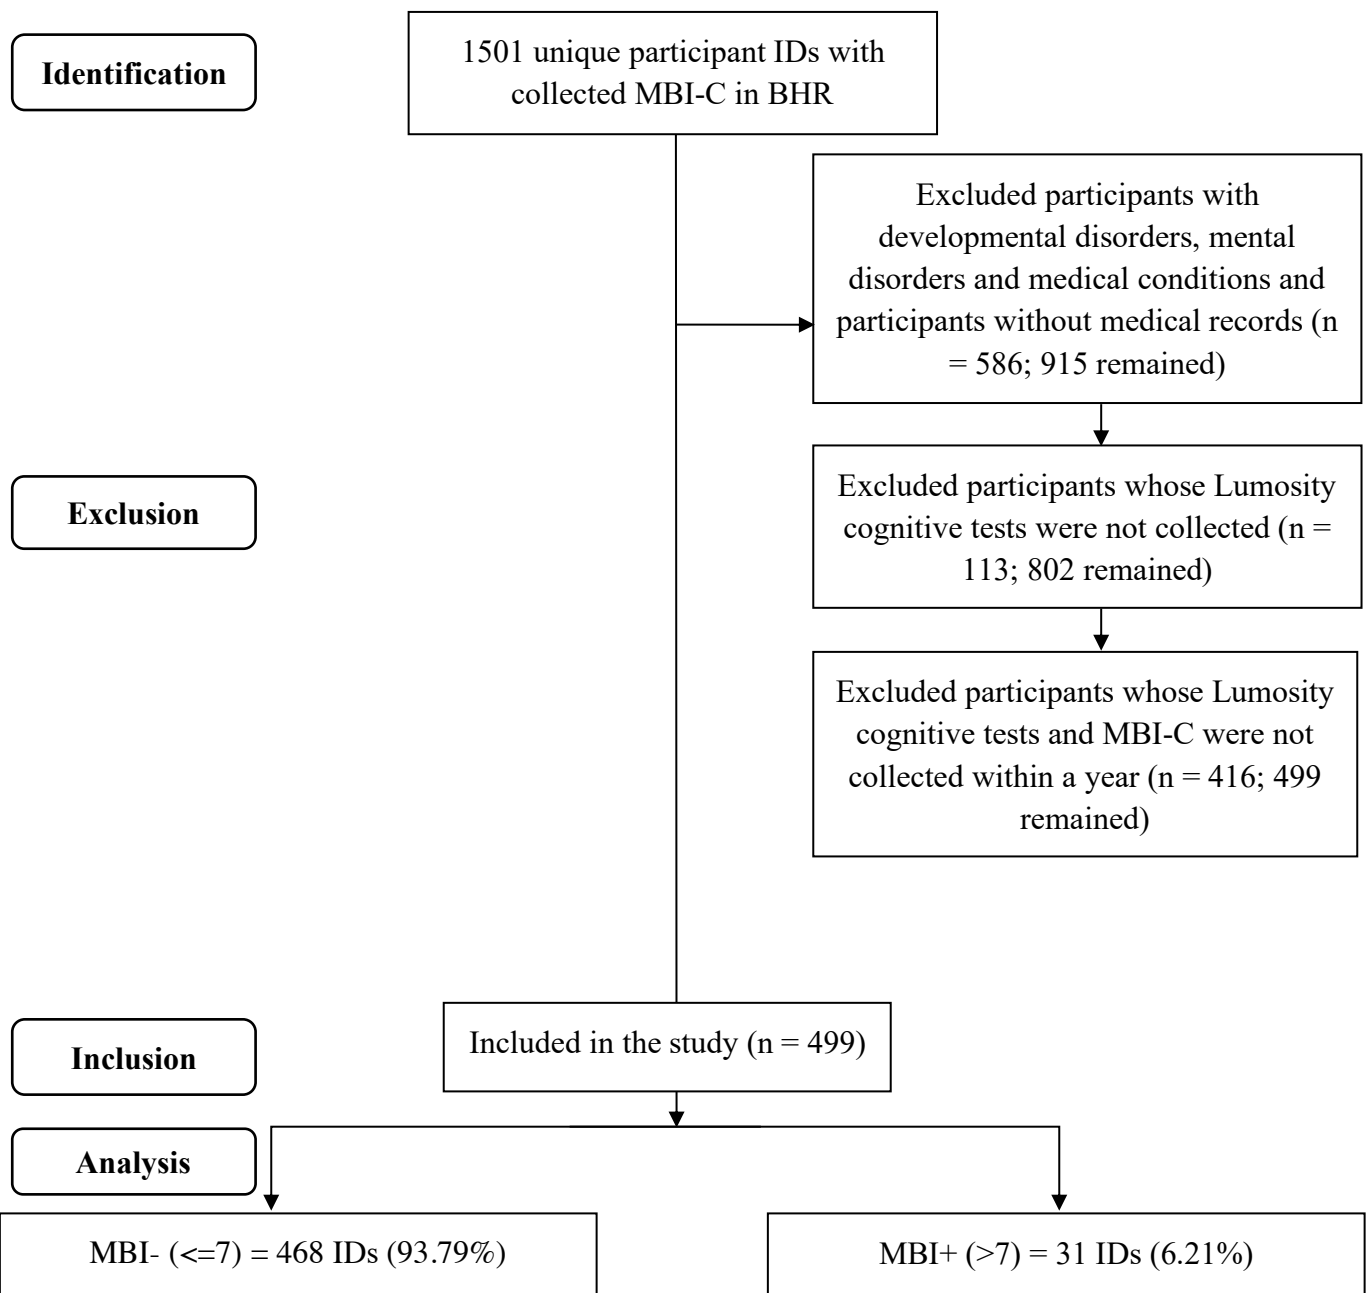 Identification
1501 unique participant IDs with
collected MBI-C in BHR
Excluded participants with
developmental disorders, mental
disorders and medical conditions and
participants without medical records (n
= 586; 915 remained)
Exclusion
Excluded participants whose Lumosity
cognitive tests were not collected (n =
113; 802 remained)
Excluded participants whose Lumosity
cognitive tests and MBI-C were not
collected within a year (n = 416; 499
remained)
Inclusion
Included in the study (n = 499)
Analysis
MBI- (<=7) = 468 IDs (93.79%)
MBI+ (>7) = 31 IDs (6.21%)